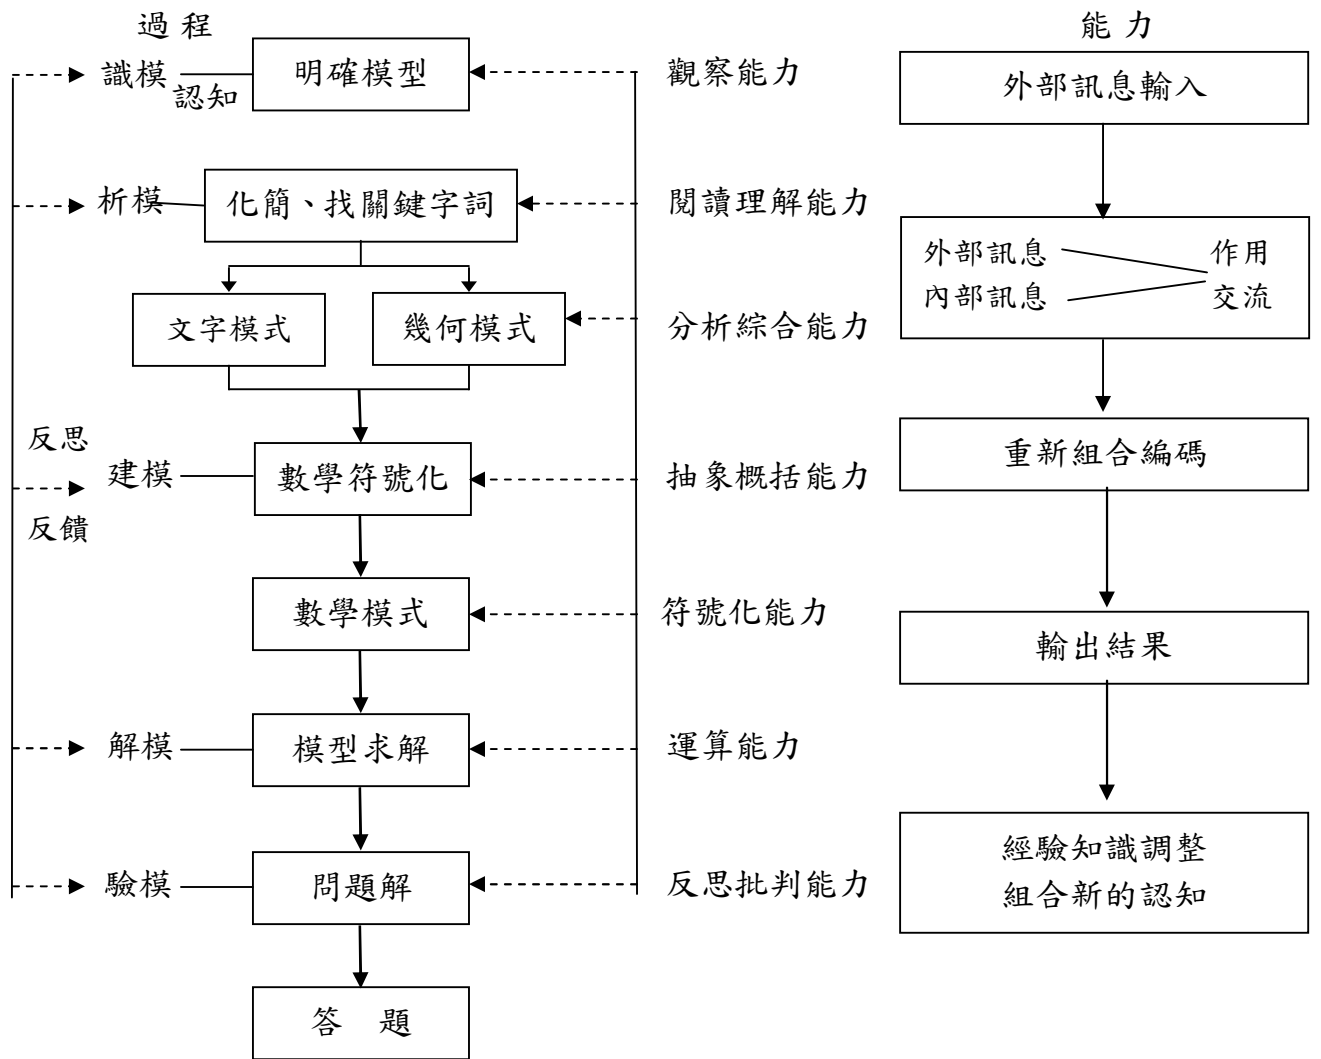 過程
能力
識模
認知
明確模型
觀察能力
外部訊息輸入
析模
化簡、找關鍵字詞
閱讀理解能力
外部訊息
作用
內部訊息
交流
文字模式
幾何模式
分析綜合能力
反思
建模
反饋
數學符號化
抽象概括能力
重新組合編碼
數學模式
符號化能力
輸出結果
解模
模型求解
運算能力
驗模
問題解
反思批判能力
經驗知識調整
組合新的認知
答 題